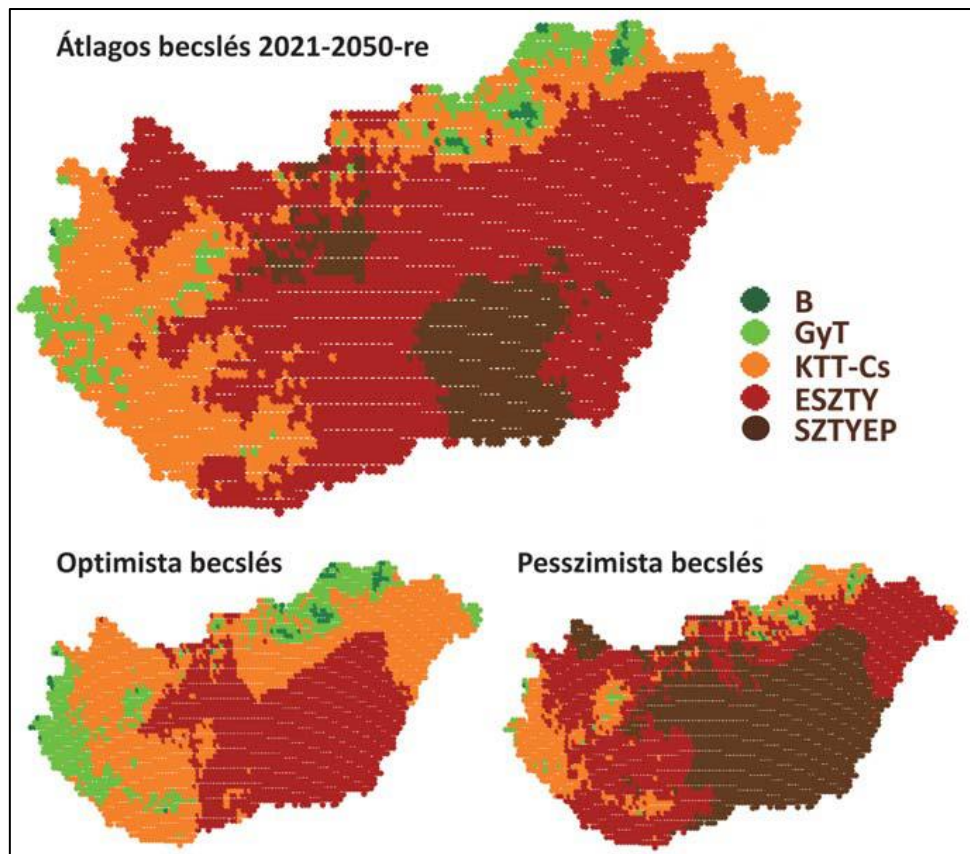 Átlagos becslés 2021-2050-re
B
GyT
KTT-Cs
ESZTY
SZTYEP
Optimista becslés
Pesszimista becslés